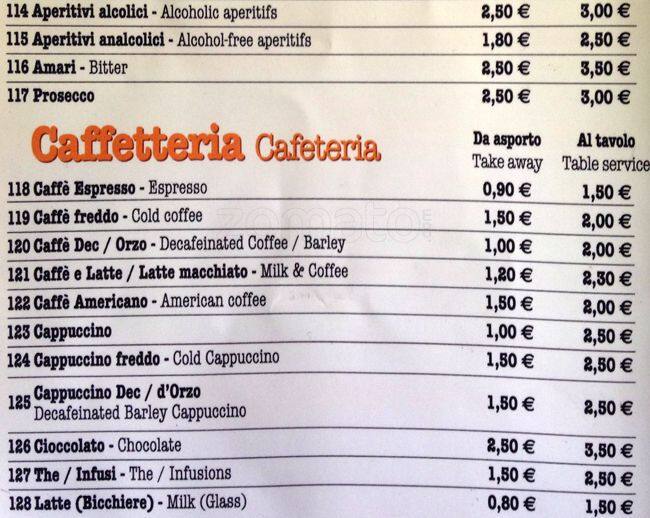 114 Aperitivi alcolici - Alcoholic aperitifs 2,50 € 3,00 €
115 Aperitivi analcolici - Alcohol-free aperitifs 1,80 € 2,50 €
116 Amari - Bitter 2,50 € 3,50 €
117 Prosecco 2,50 € 3,00 €
Caffetteria Cafeteria Da asporto Al tavolo
Take away Table service
118 Caffè Espresso - Espresso 0,90 € 1,50 €
119 Caffè freddo - Cold coffee 1,50 € 2,00 €
zomato.com
120 Caffè Dec / Orzo - Decafeinated Coffee / Barley 1,00 € 2,00 €
121 Caffè e Latte / Latte macchiato - Milk & Coffee 1,20 € 2,30 €
122 Caffè Americano - American coffee 1,50 € 2,00 €
123 Cappuccino 1,00 € 2,50 €
124 Cappuccino freddo - Cold Cappuccino 1,50 € 2,50 €
125 Cappuccino Dec / d'Orzo 1,50 € 2,50 €
Decafeinated Barley Cappuccino
126 Cioccolato - Chocolate 2,50 € 3,50 €
127 The / Infusi - The / Infusions 1,50 € 2,50 €
128 Latte (Bicchiere) - Milk (Glass) 0,80 € 1,50 €